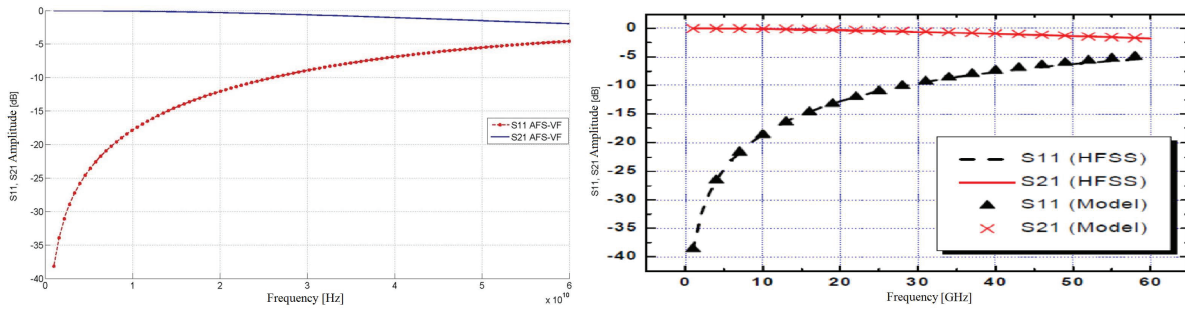 S11, S21 Amplitude [dB]
0
-5
-10
-15
-20
-25
-30
-35
-40
S11 AFS-VF
S21 AFS-VF
0 1 2 3 4 5 6
x 10^10
Frequency [Hz]
S11, S21 Amplitude [dB]
0
-5
-10
-15
-20
-25
-30
-35
-40
S11 (HFSS)
S21 (HFSS)
S11 (Model)
S21 (Model)
0 10 20 30 40 50 60
Frequency [GHz]